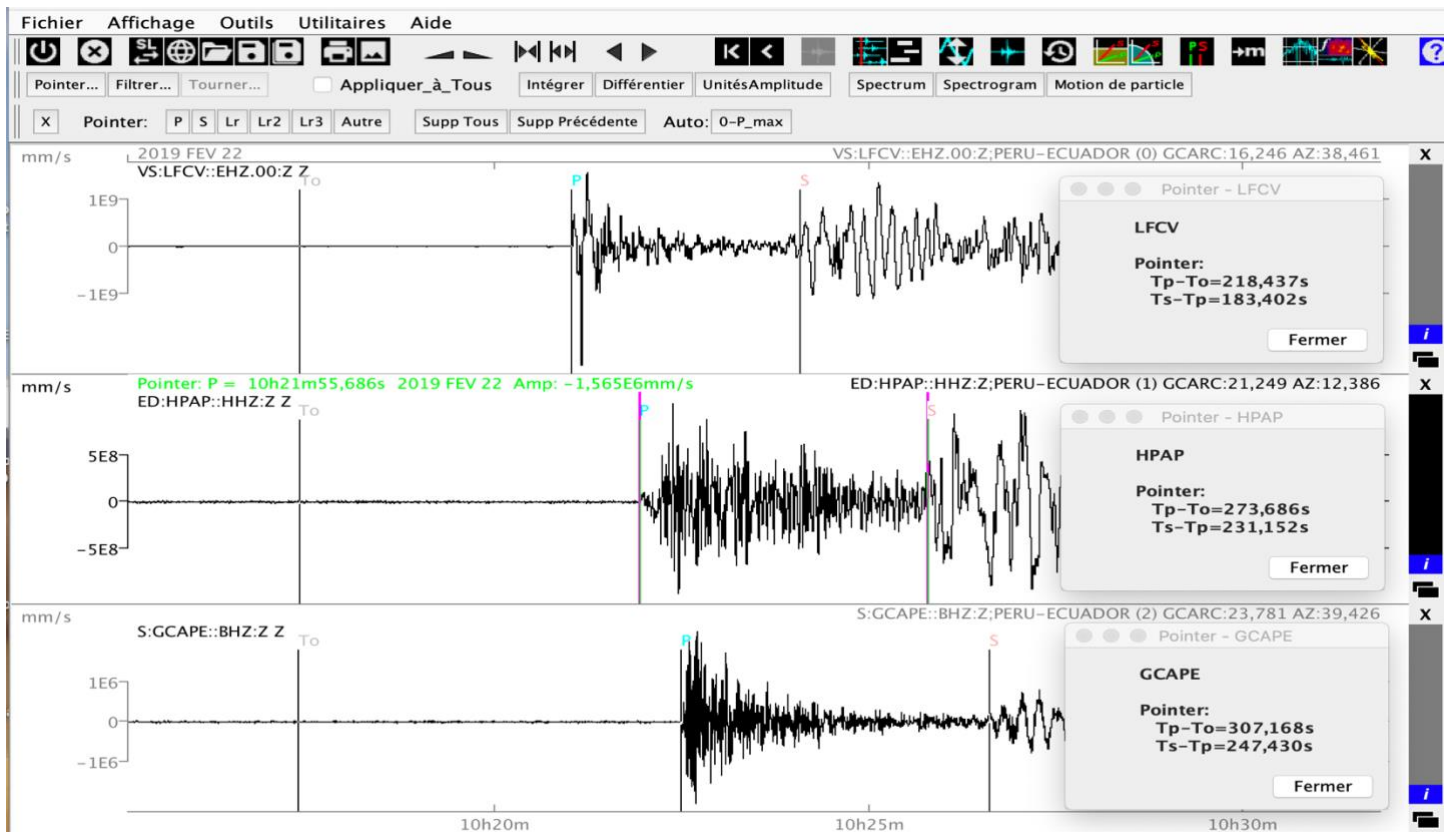 Fichier Affichage Outils Utilitaires Aide
SL P S →m ?
Pointer... Filtrer... Tourner... Appliquer_à_Tous Intégrer Différentier UnitésAmplitude Spectrum Spectrogram Motion de particle
X Pointer: P S Lr Lr2 Lr3 Autre Supp Tous Supp Précédente Auto: 0-P_max
mm/s 2019 FEV 22 VS:LFCV::EHZ.00:Z;PERU-ECUADOR (0) GCARC:16,246 AZ:38,461 X
VS:LFCV::EHZ.00:Z Z
To P S
1E9
0
-1E9
Pointer - LFCV
LFCV
Pointer:
Tp-To=218,437s
Ts-Tp=183,402s
Fermer
i
mm/s Pointer: P = 10h21m55,686s 2019 FEV 22 Amp: -1,565E6mm/s ED:HPAP::HHZ:Z;PERU-ECUADOR (1) GCARC:21,249 AZ:12,386 X
ED:HPAP::HHZ:Z Z
To P S
5E8
0
-5E8
Pointer - HPAP
HPAP
Pointer:
Tp-To=273,686s
Ts-Tp=231,152s
Fermer
i
mm/s S:GCAPE::BHZ:Z;PERU-ECUADOR (2) GCARC:23,781 AZ:39,426 X
S:GCAPE::BHZ:Z Z
To P S
1E6
0
-1E6
Pointer - GCAPE
GCAPE
Pointer:
Tp-To=307,168s
Ts-Tp=247,430s
Fermer
i
10h20m 10h25m 10h30m